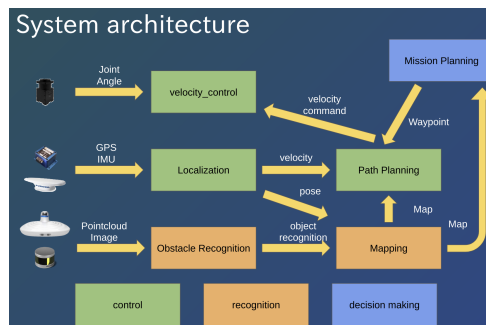 System architecture
Mission Planning
Joint
Angle
velocity_control
velocity
command
Waypoint
GPS
IMU
Localization
velocity
Path Planning
pose
Map
Map
Pointcloud
Image
Obstacle Recognition
object
recognition
Mapping
control
recognition
decision making